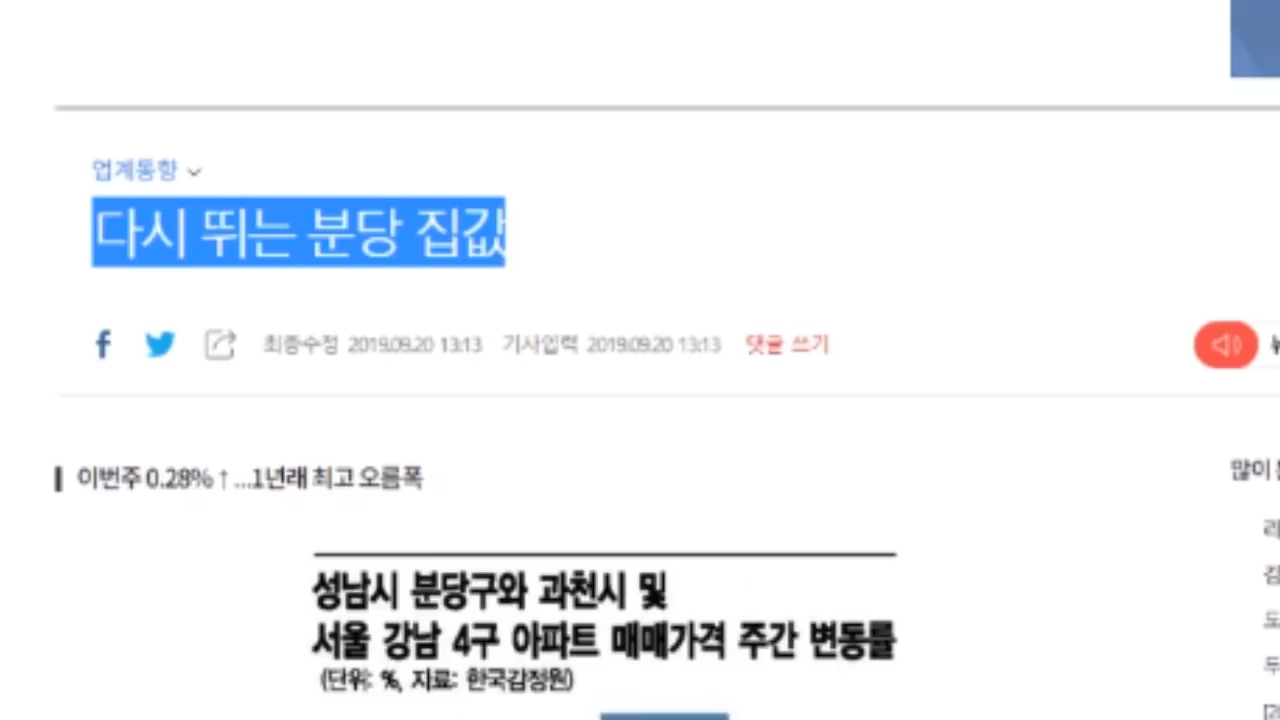 업계동향
다시 뛰는 분당 집값
최종수정 2019.09.20 13:13 기사입력 2019.09.20 13:13 댓글 쓰기
이번주 0.28%↑...1년래 최고 오름폭
많이
성남시 분당구와 과천시 및
서울 강남 4구 아파트 매매가격 주간 변동률
(단위: %, 자료: 한국감정원)